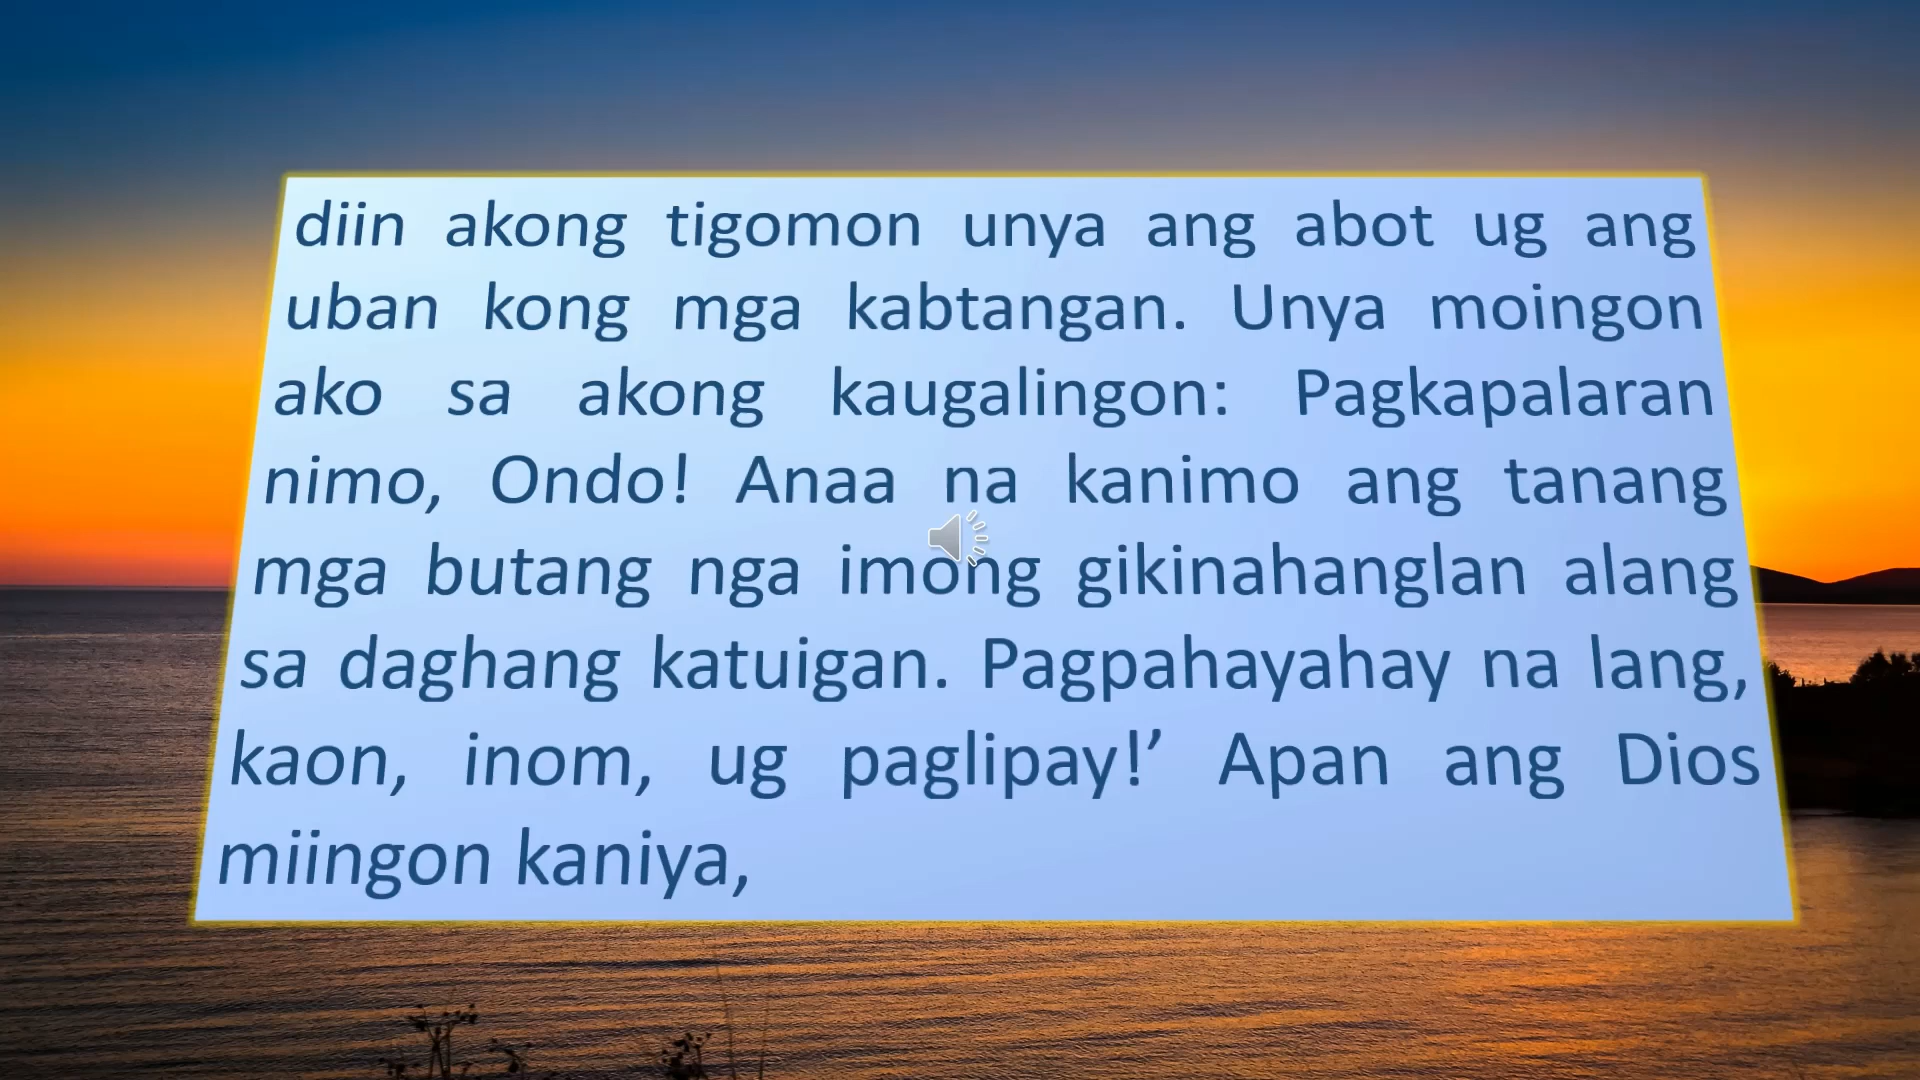 diin akong tigomon unya ang abot ug ang
uban kong mga kabtangan. Unya moingon
ako sa akong kaugalingon: Pagkapalaran
nimo, Ondo! Anaa na kanimo ang tanang
mga butang nga imong gikinahanglan alang
sa daghang katuigan. Pagpahayahay na lang,
kaon, inom, ug paglipay!’ Apan ang Dios
miingon kaniya,